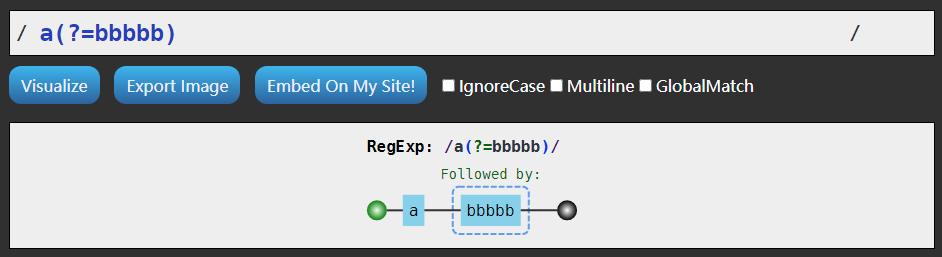 / a(?=bbbbb) /
Visualize Export Image Embed On My Site! IgnoreCase Multiline GlobalMatch
RegExp: /a(?=bbbbb)/
Followed by:
a bbbbb